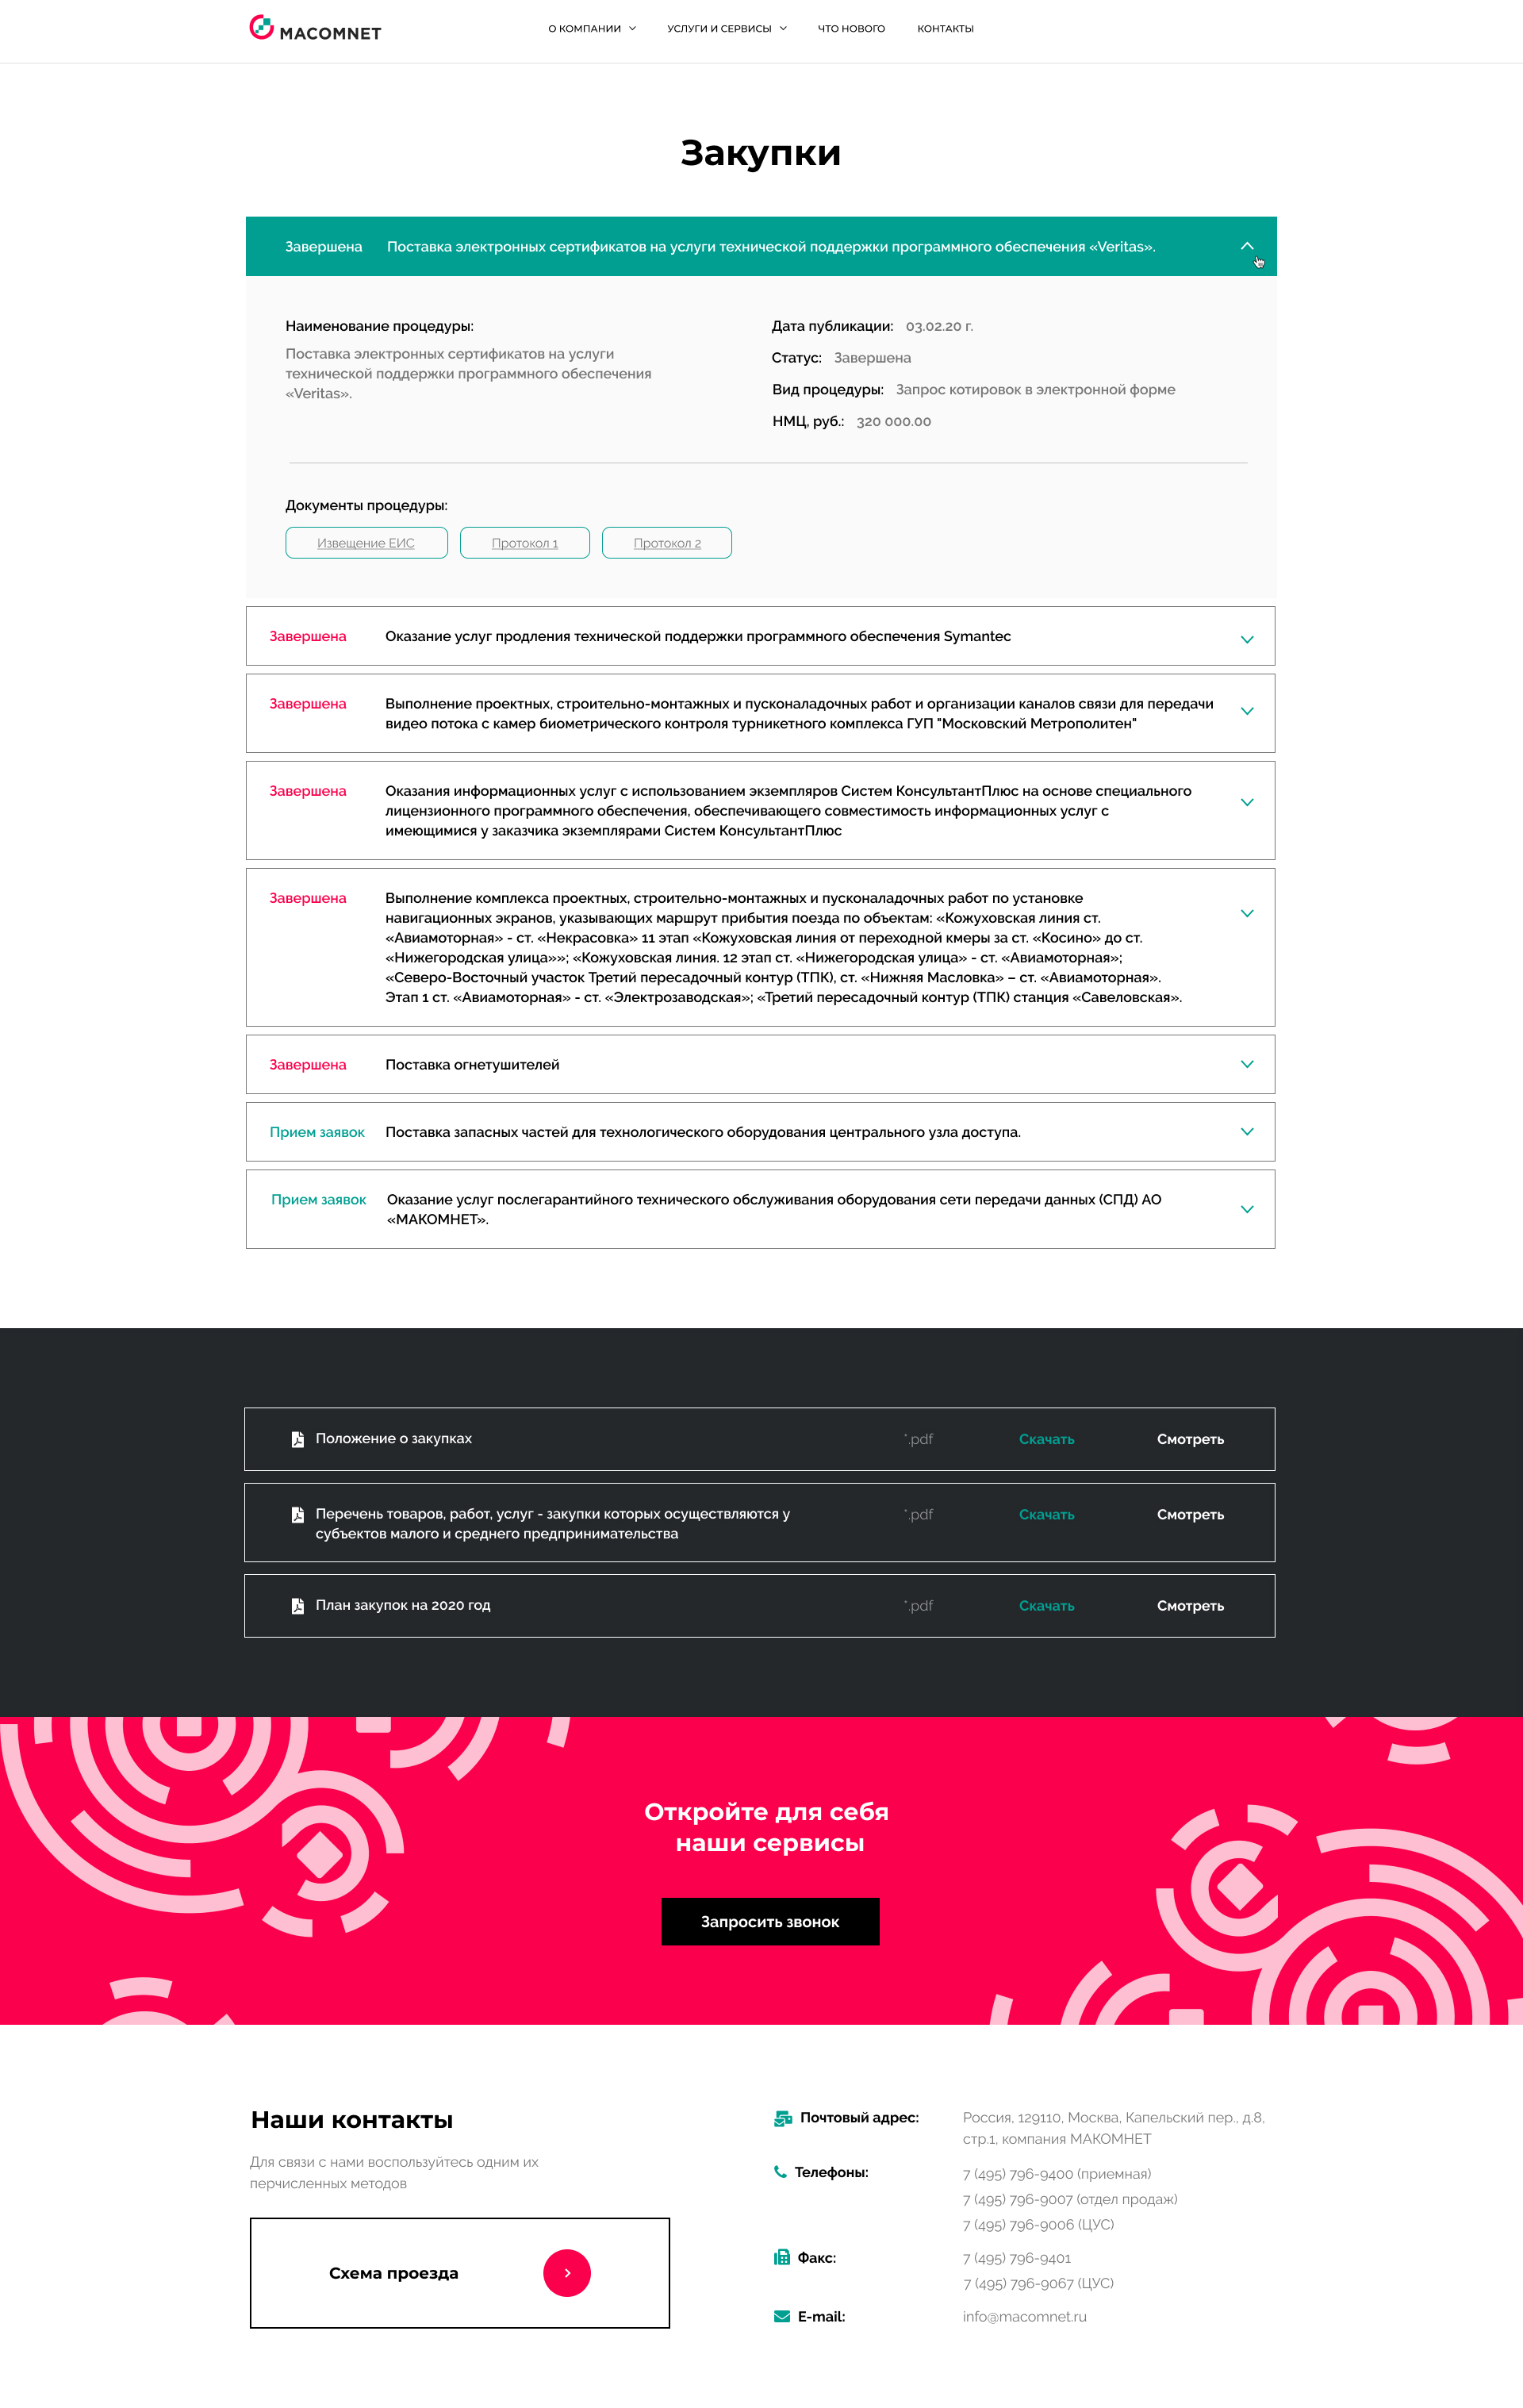 MACOMNET
О КОМПАНИИ
УСЛУГИ И СЕРВИСЫ
ЧТО НОВОГО
КОНТАКТЫ
Закупки
Завершена
Поставка электронных сертификатов на услуги технической поддержки программного обеспечения «Veritas».
Наименование процедуры:
Поставка электронных сертификатов на услуги
технической поддержки программного обеспечения
«Veritas».
Дата публикации: 03.02.20 г.
Статус: Завершена
Вид процедуры: Запрос котировок в электронной форме
НМЦ, руб.: 320 000.00
Документы процедуры:
Извещение ЕИС
Протокол 1
Протокол 2
Завершена
Оказание услуг продления технической поддержки программного обеспечения Symantec
Завершена
Выполнение проектных, строительно-монтажных и пусконаладочных работ и организации каналов связи для передачи
видео потока с камер биометрического контроля турникетного комплекса ГУП "Московский Метрополитен"
Завершена
Оказания информационных услуг с использованием экземпляров Систем КонсультантПлюс на основе специального
лицензионного программного обеспечения, обеспечивающего совместимость информационных услуг с
имеющимися у заказчика экземплярами Систем КонсультантПлюс
Завершена
Выполнение комплекса проектных, строительно-монтажных и пусконаладочных работ по установке
навигационных экранов, указывающих маршрут прибытия поезда по объектам: «Кожуховская линия ст.
«Авиамоторная» - ст. «Некрасовка» 11 этап «Кожуховская линия от переходной кмеры за ст. «Косино» до ст.
«Нижегородская улица»»; «Кожуховская линия. 12 этап ст. «Нижегородская улица» - ст. «Авиамоторная»;
«Северо-Восточный участок Третий пересадочный контур (ТПК), ст. «Нижняя Масловка» – ст. «Авиамоторная».
Этап 1 ст. «Авиамоторная» - ст. «Электрозаводская»; «Третий пересадочный контур (ТПК) станция «Савеловская».
Завершена
Поставка огнетушителей
Прием заявок
Поставка запасных частей для технологического оборудования центрального узла доступа.
Прием заявок
Оказание услуг послегарантийного технического обслуживания оборудования сети передачи данных (СПД) АО
«МАКОМНЕТ».
Положение о закупках
*.pdf
Скачать
Смотреть
Перечень товаров, работ, услуг - закупки которых осуществляются у
субъектов малого и среднего предпринимательства
*.pdf
Скачать
Смотреть
План закупок на 2020 год
*.pdf
Скачать
Смотреть
Откройте для себя
наши сервисы
Запросить звонок
Наши контакты
Для связи с нами воспользуйтесь одним их
перчисленных методов
Схема проезда
Почтовый адрес:
Россия, 129110, Москва, Капельский пер., д.8,
стр.1, компания МАКОМНЕТ
Телефоны:
7 (495) 796-9400 (приемная)
7 (495) 796-9007 (отдел продаж)
7 (495) 796-9006 (ЦУС)
Факс:
7 (495) 796-9401
7 (495) 796-9067 (ЦУС)
E-mail:
info@macomnet.ru